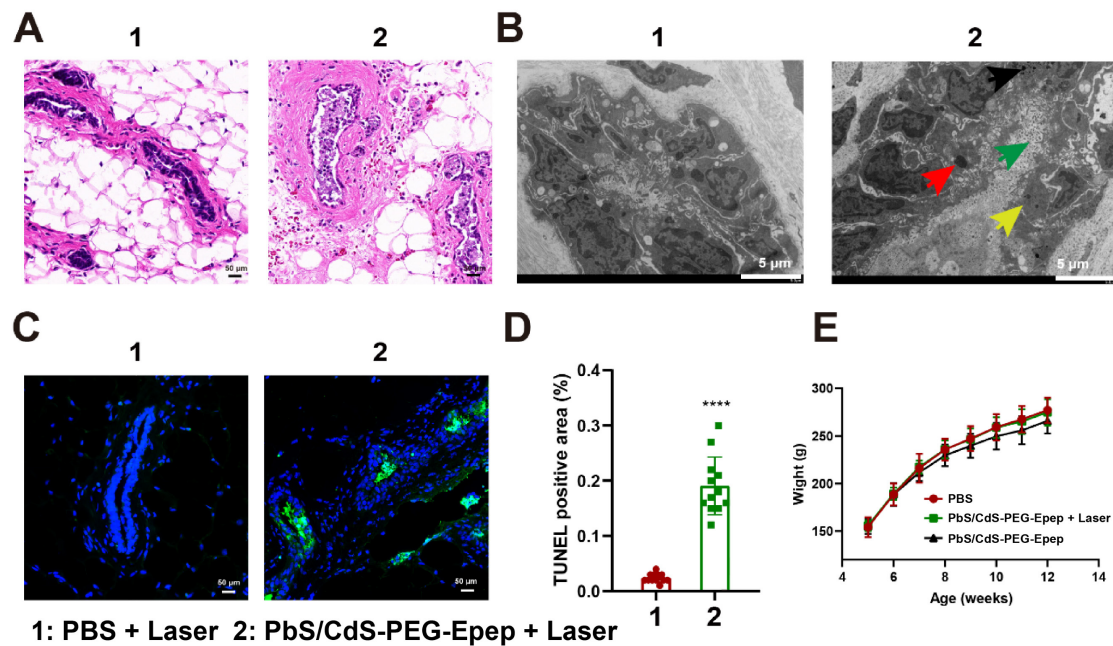 A
1
2
50 μm
B
1
2
5 μm
5 μm
C
1
2
50 μm
50 μm
D
TUNEL positive area (%)
0.4
0.3
0.2
0.1
0.0
****
1
2
E
Wight (g)
300
250
200
150
PBS
PbS/CdS-PEG-Epep + Laser
PbS/CdS-PEG-Epep
4
6
8
10
12
14
Age (weeks)
1: PBS + Laser 2: PbS/CdS-PEG-Epep + Laser